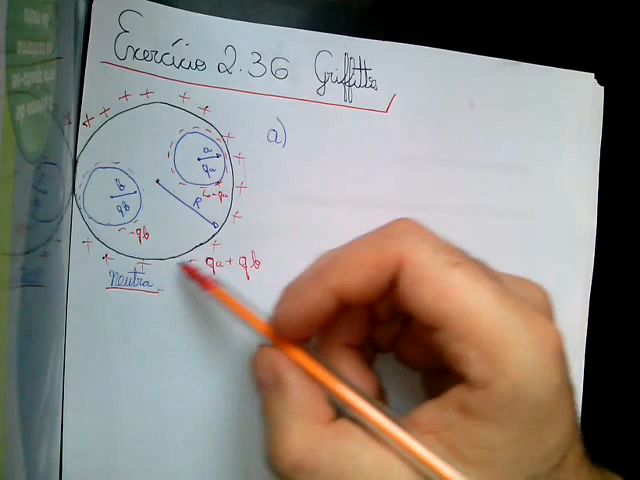 Exercício 2.36 Griffiths
a)
a
qa
-qa
b
qb
R
-qb
qa + qb
neutra